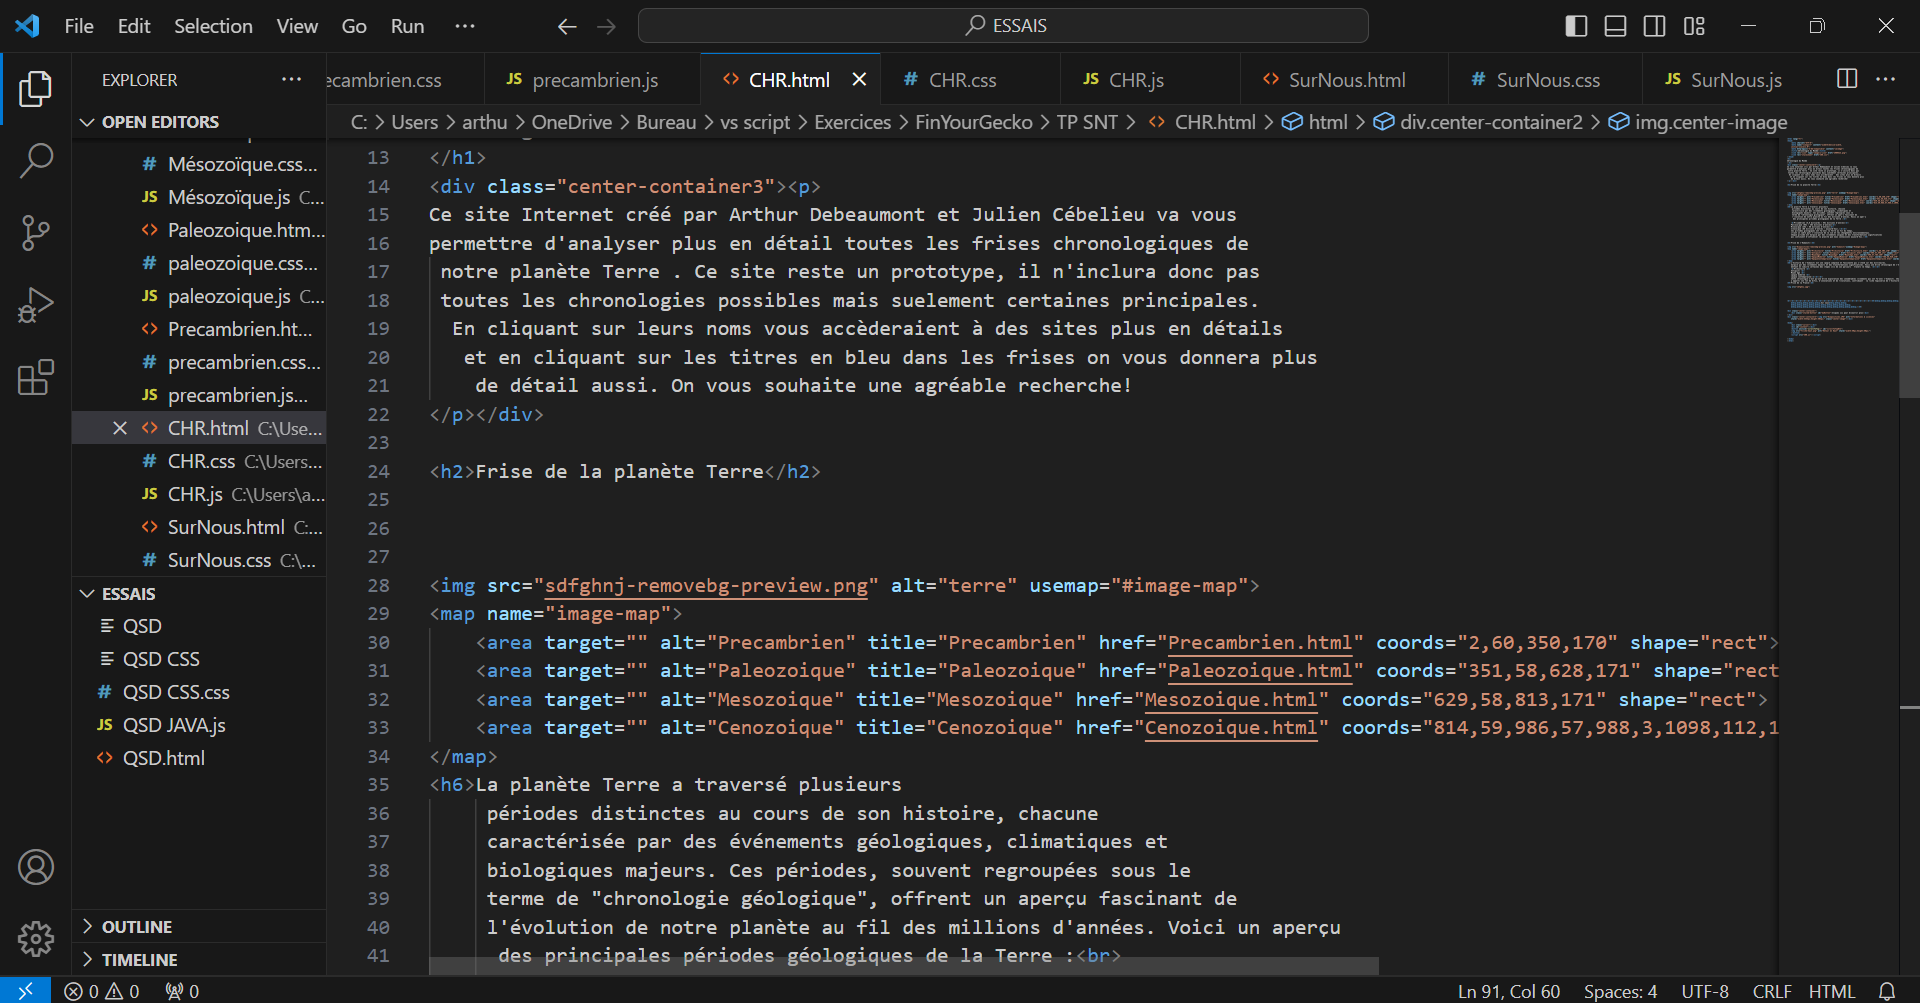 File Edit Selection View Go Run ··· ESSAIS
EXPLORER ···
ecambrien.css JS precambrien.js <> CHR.html # CHR.css JS CHR.js <> SurNous.html # SurNous.css JS SurNous.js ···
C: > Users > arthu > OneDrive > Bureau > vs script > Exercices > FinYourGecko > TP SNT > <> CHR.html > html > div.center-container2 > img.center-image
OPEN EDITORS
# Mésozoïque.css...
JS Mésozoïque.js C...
<> Paleozoique.htm...
# paleozoique.css...
JS paleozoique.js C...
<> Precambrien.ht...
# precambrien.css...
JS precambrien.js...
<> CHR.html C:\Use...
# CHR.css C:\Users...
JS CHR.js C:\Users\a...
<> SurNous.html C:...
# SurNous.css C:\...
ESSAIS
QSD
QSD CSS
# QSD CSS.css
JS QSD JAVA.js
<> QSD.html
OUTLINE
TIMELINE
13 </h1>
14 <div class="center-container3"><p>
15 Ce site Internet créé par Arthur Debeaumont et Julien Cébelieu va vous
16 permettre d'analyser plus en détail toutes les frises chronologiques de
17 notre planète Terre . Ce site reste un prototype, il n'inclura donc pas
18 toutes les chronologies possibles mais suelement certaines principales.
19 En cliquant sur leurs noms vous accèderaient à des sites plus en détails
20 et en cliquant sur les titres en bleu dans les frises on vous donnera plus
21 de détail aussi. On vous souhaite une agréable recherche!
22 </p></div>
23
24 <h2>Frise de la planète Terre</h2>
25
26
27
28 <img src="sdfghnj-removebg-preview.png" alt="terre" usemap="#image-map">
29 <map name="image-map">
30 <area target="" alt="Precambrien" title="Precambrien" href="Precambrien.html" coords="2,60,350,170" shape="rect">
31 <area target="" alt="Paleozoique" title="Paleozoique" href="Paleozoique.html" coords="351,58,628,171" shape="rect
32 <area target="" alt="Mesozoique" title="Mesozoique" href="Mesozoique.html" coords="629,58,813,171" shape="rect">
33 <area target="" alt="Cenozoique" title="Cenozoique" href="Cenozoique.html" coords="814,59,986,57,988,3,1098,112,1
34 </map>
35 <h6>La planète Terre a traversé plusieurs
36 périodes distinctes au cours de son histoire, chacune
37 caractérisée par des événements géologiques, climatiques et
38 biologiques majeurs. Ces périodes, souvent regroupées sous le
39 terme de "chronologie géologique", offrent un aperçu fascinant de
40 l'évolution de notre planète au fil des millions d'années. Voici un aperçu
41 des principales périodes géologiques de la Terre :<br>
0 0 0 Ln 91, Col 60 Spaces: 4 UTF-8 CRLF HTML